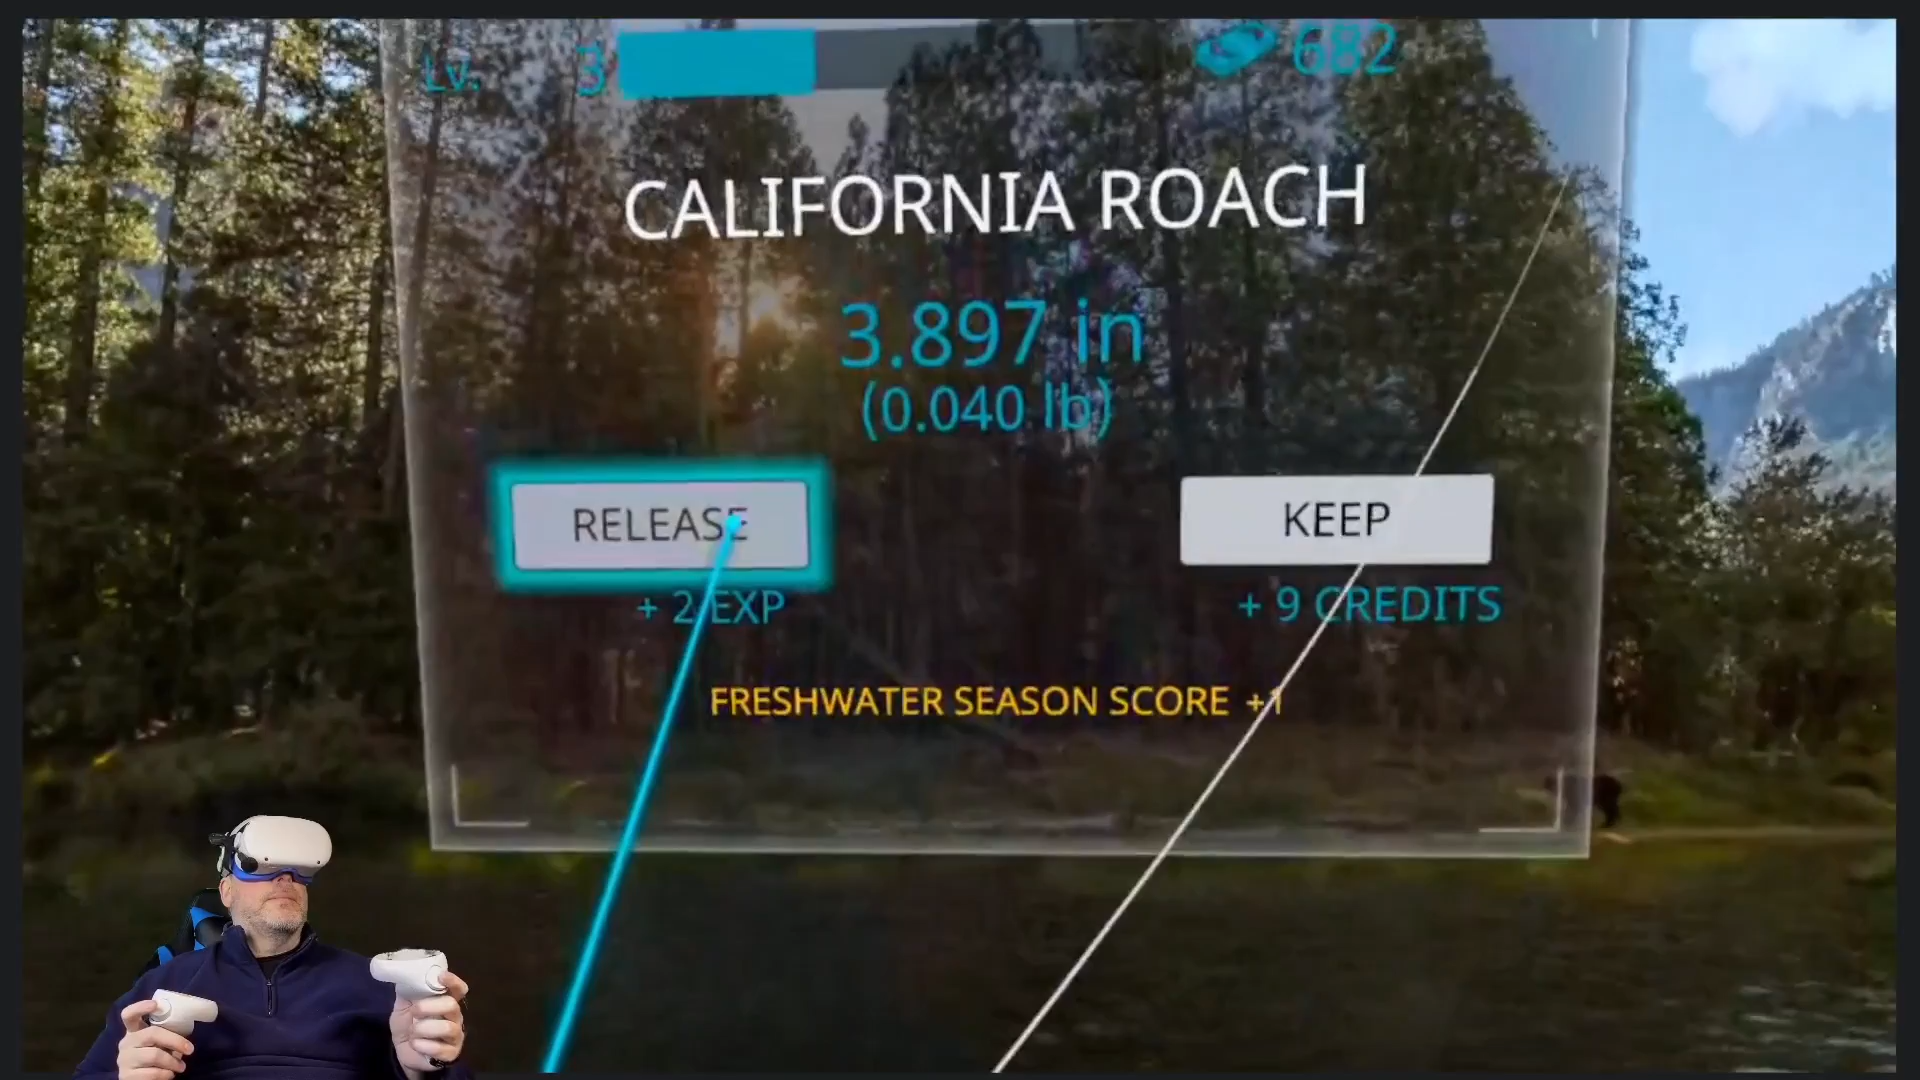 Lv. 3 682
CALIFORNIA ROACH
3.897 in
(0.040 lb)
RELEASE KEEP
+ 2 EXP + 9 CREDITS
FRESHWATER SEASON SCORE +1